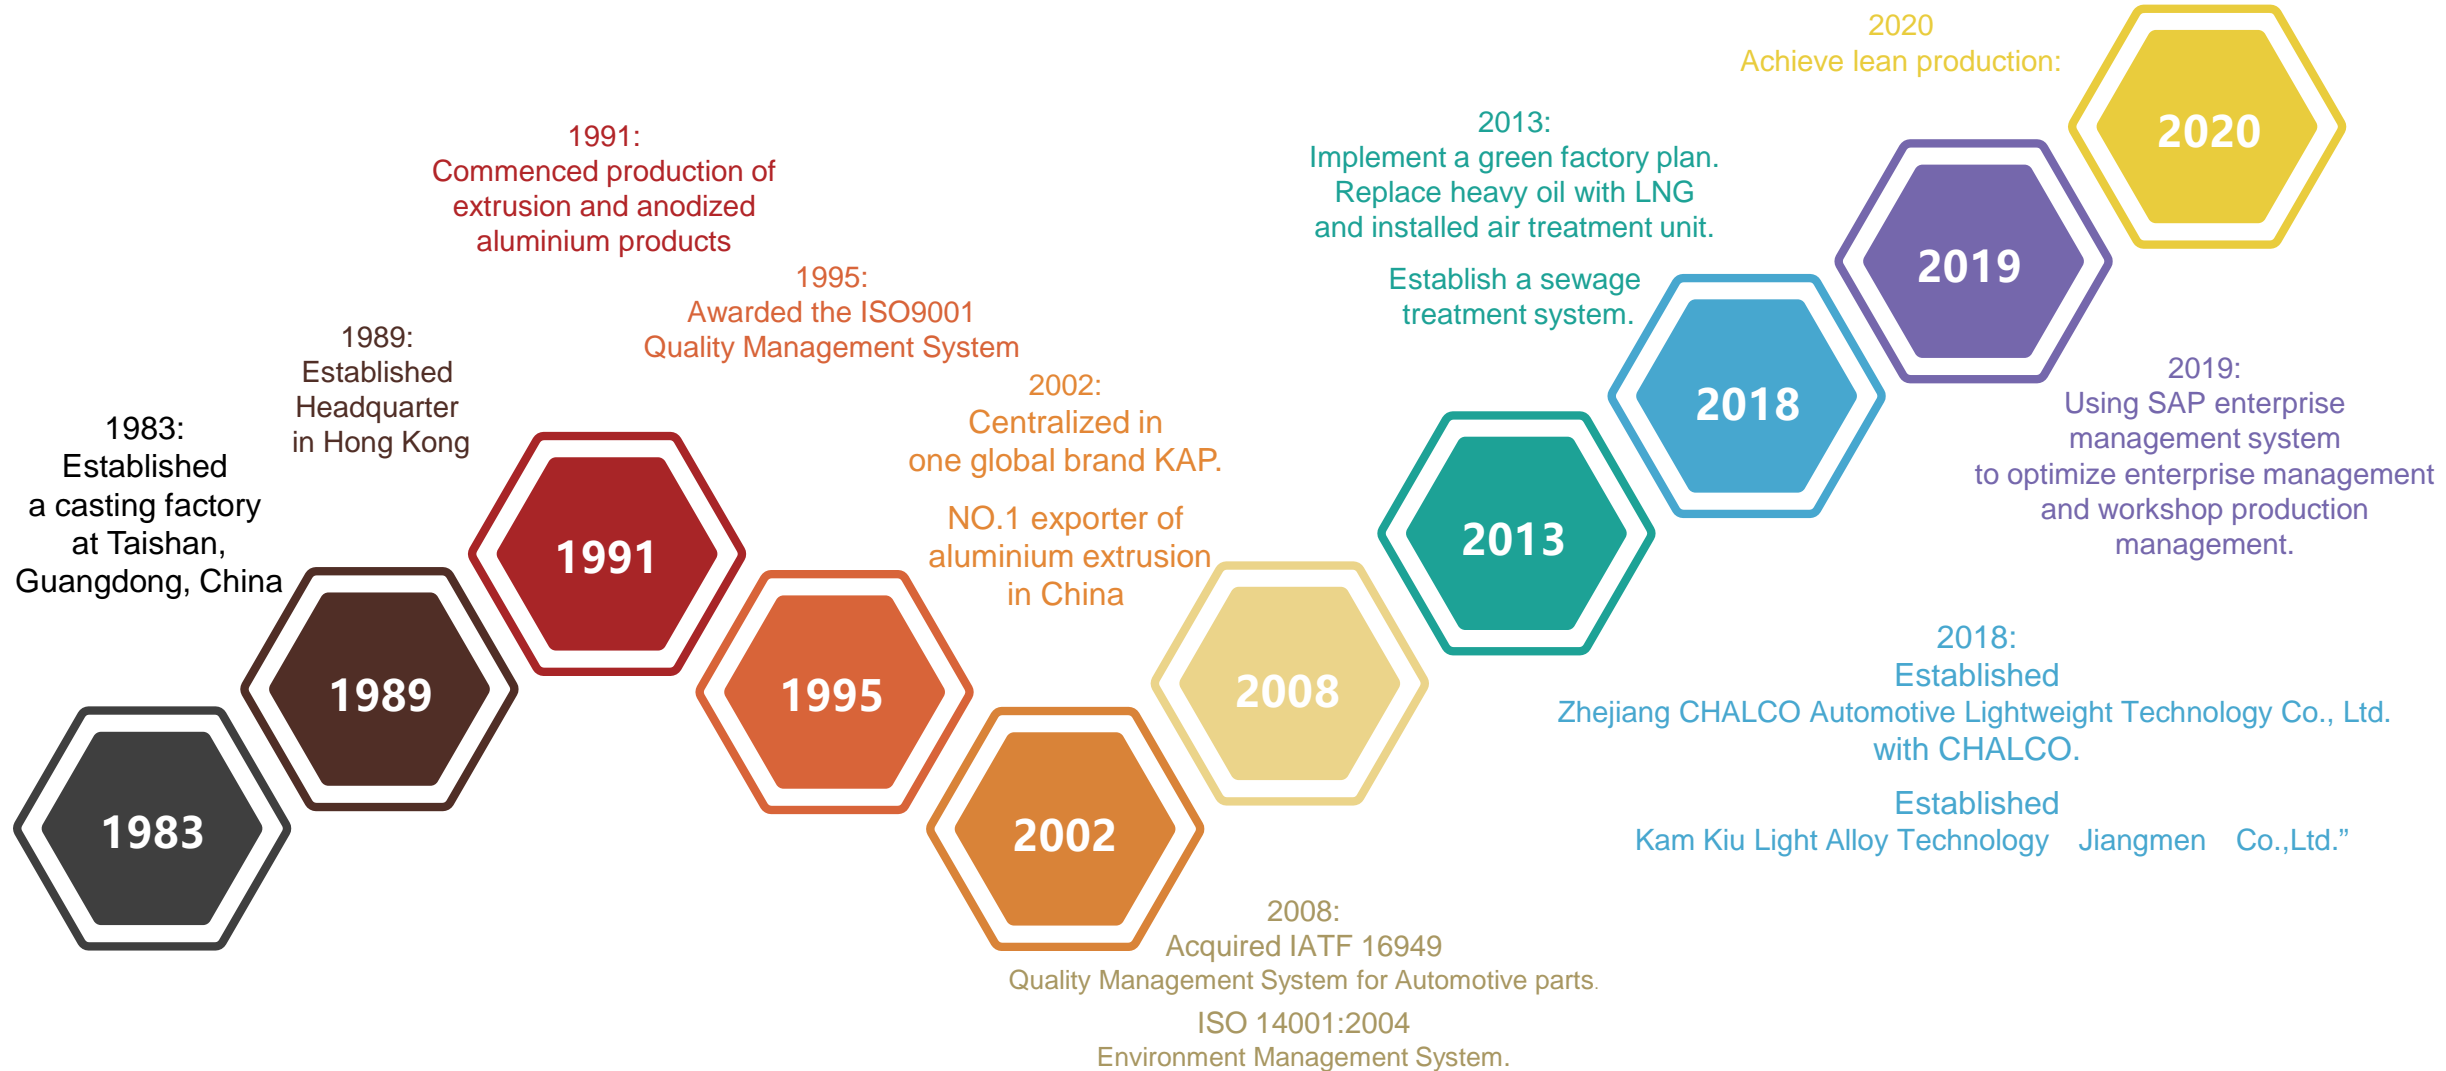 1983:
Established
a casting factory
at Taishan,
Guangdong, China
1983
1989:
Established
Headquarter
in Hong Kong
1989
1991:
Commenced production of
extrusion and anodized
aluminium products
1991
1995:
Awarded the ISO9001
Quality Management System
1995
2002:
Centralized in
one global brand KAP.
NO.1 exporter of
aluminium extrusion
in China
2002
2008
2008:
Acquired IATF 16949
Quality Management System for Automotive parts.
ISO 14001:2004
Environment Management System.
2013:
Implement a green factory plan.
Replace heavy oil with LNG
and installed air treatment unit.
Establish a sewage
treatment system.
2013
2018
2018:
Established
Zhejiang CHALCO Automotive Lightweight Technology Co., Ltd.
with CHALCO.
Established
Kam Kiu Light Alloy Technology Jiangmen Co.,Ltd.”
2019
2019:
Using SAP enterprise
management system
to optimize enterprise management
and workshop production
management.
2020
Achieve lean production:
2020